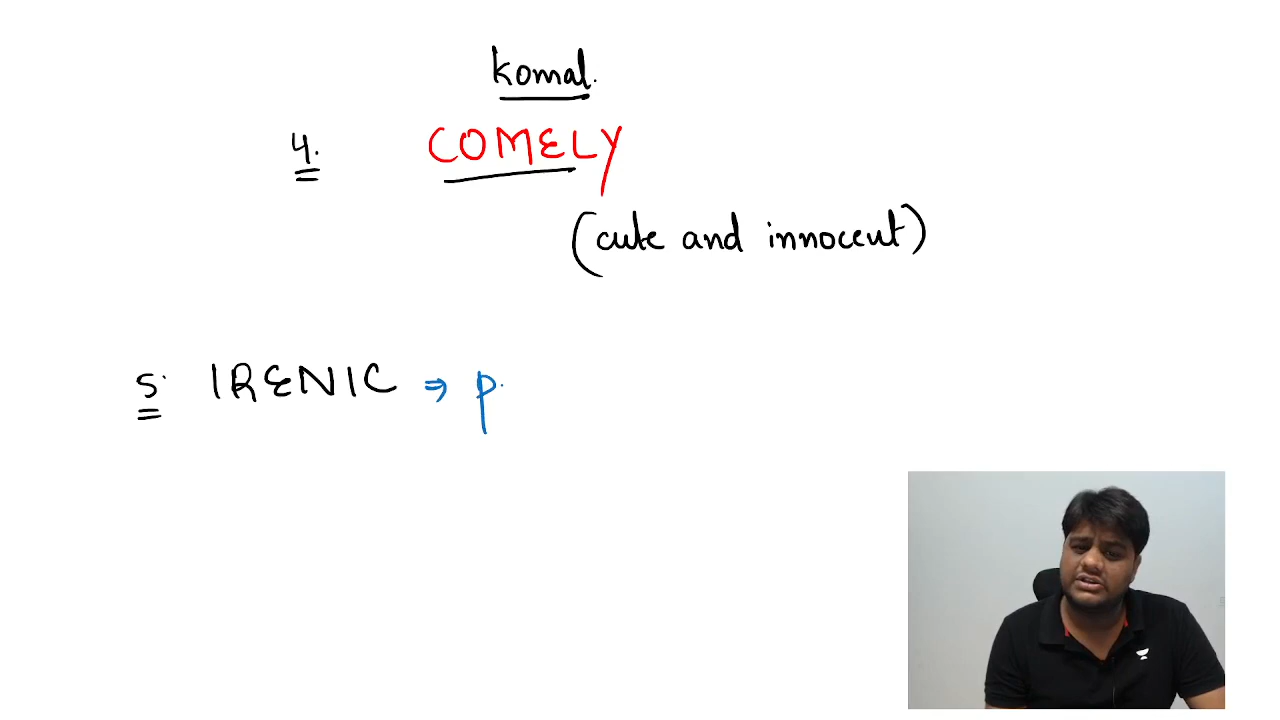 komal.
4. COMELY
(cute and innocent)
5. IRENIC ⇒ p.